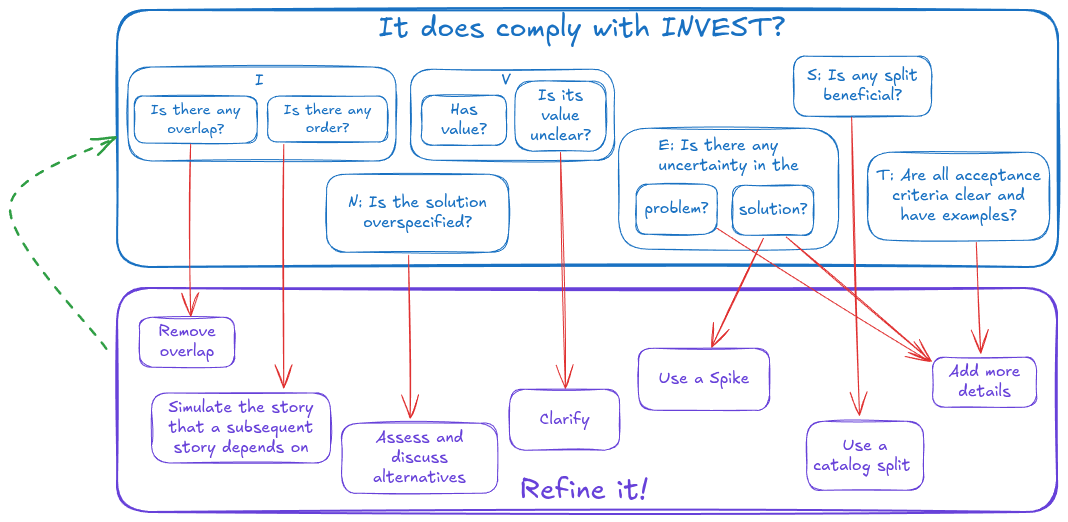 It does comply with INVEST?
I
Is there any
overlap?
Is there any
order?
V
Has
value?
Is its
value
unclear?
S: Is any split
beneficial?
N: Is the solution
overspecified?
E: Is there any
uncertainty in the
problem?
solution?
T: Are all acceptance
criteria clear and
have examples?
Remove
overlap
Simulate the story
that a subsequent
story depends on
Assess and
discuss
alternatives
Clarify
Use a Spike
Use a
catalog split
Add more
details
Refine it!